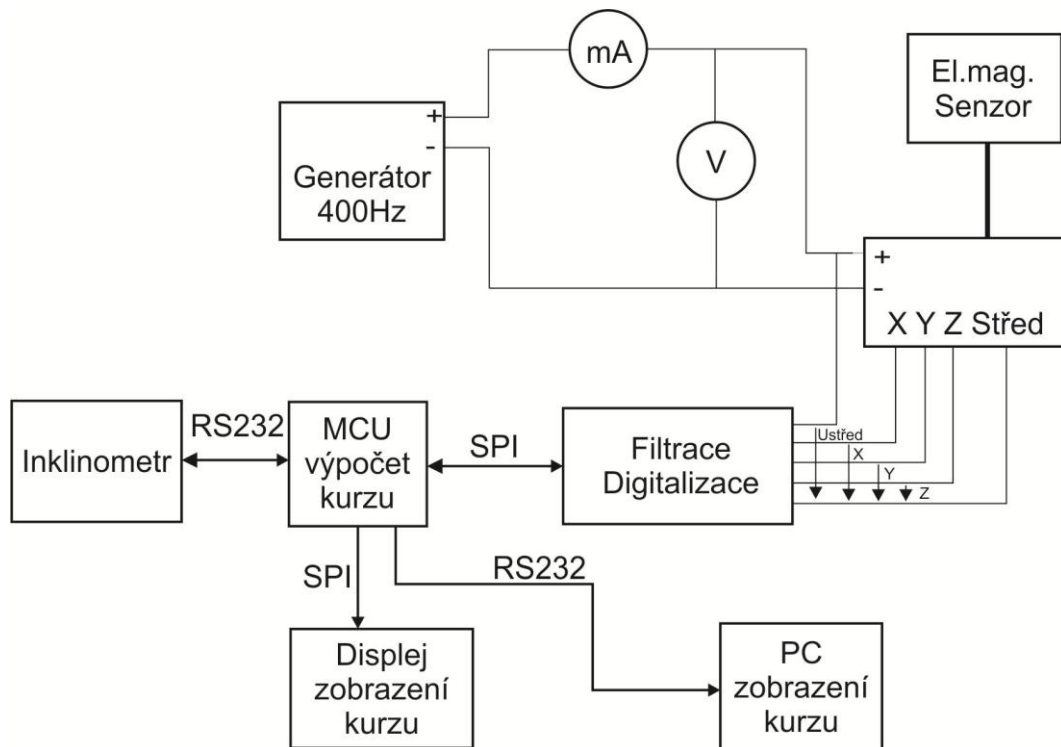 mA
El.mag.
Senzor
+
-
Generátor
400Hz
V
+
-
X Y Z Střed
Inklinometr
RS232
MCU
výpočet
kurzu
SPI
Filtrace
Digitalizace
Ustřed
X
Y
Z
SPI
RS232
Displej
zobrazení
kurzu
PC
zobrazení
kurzu